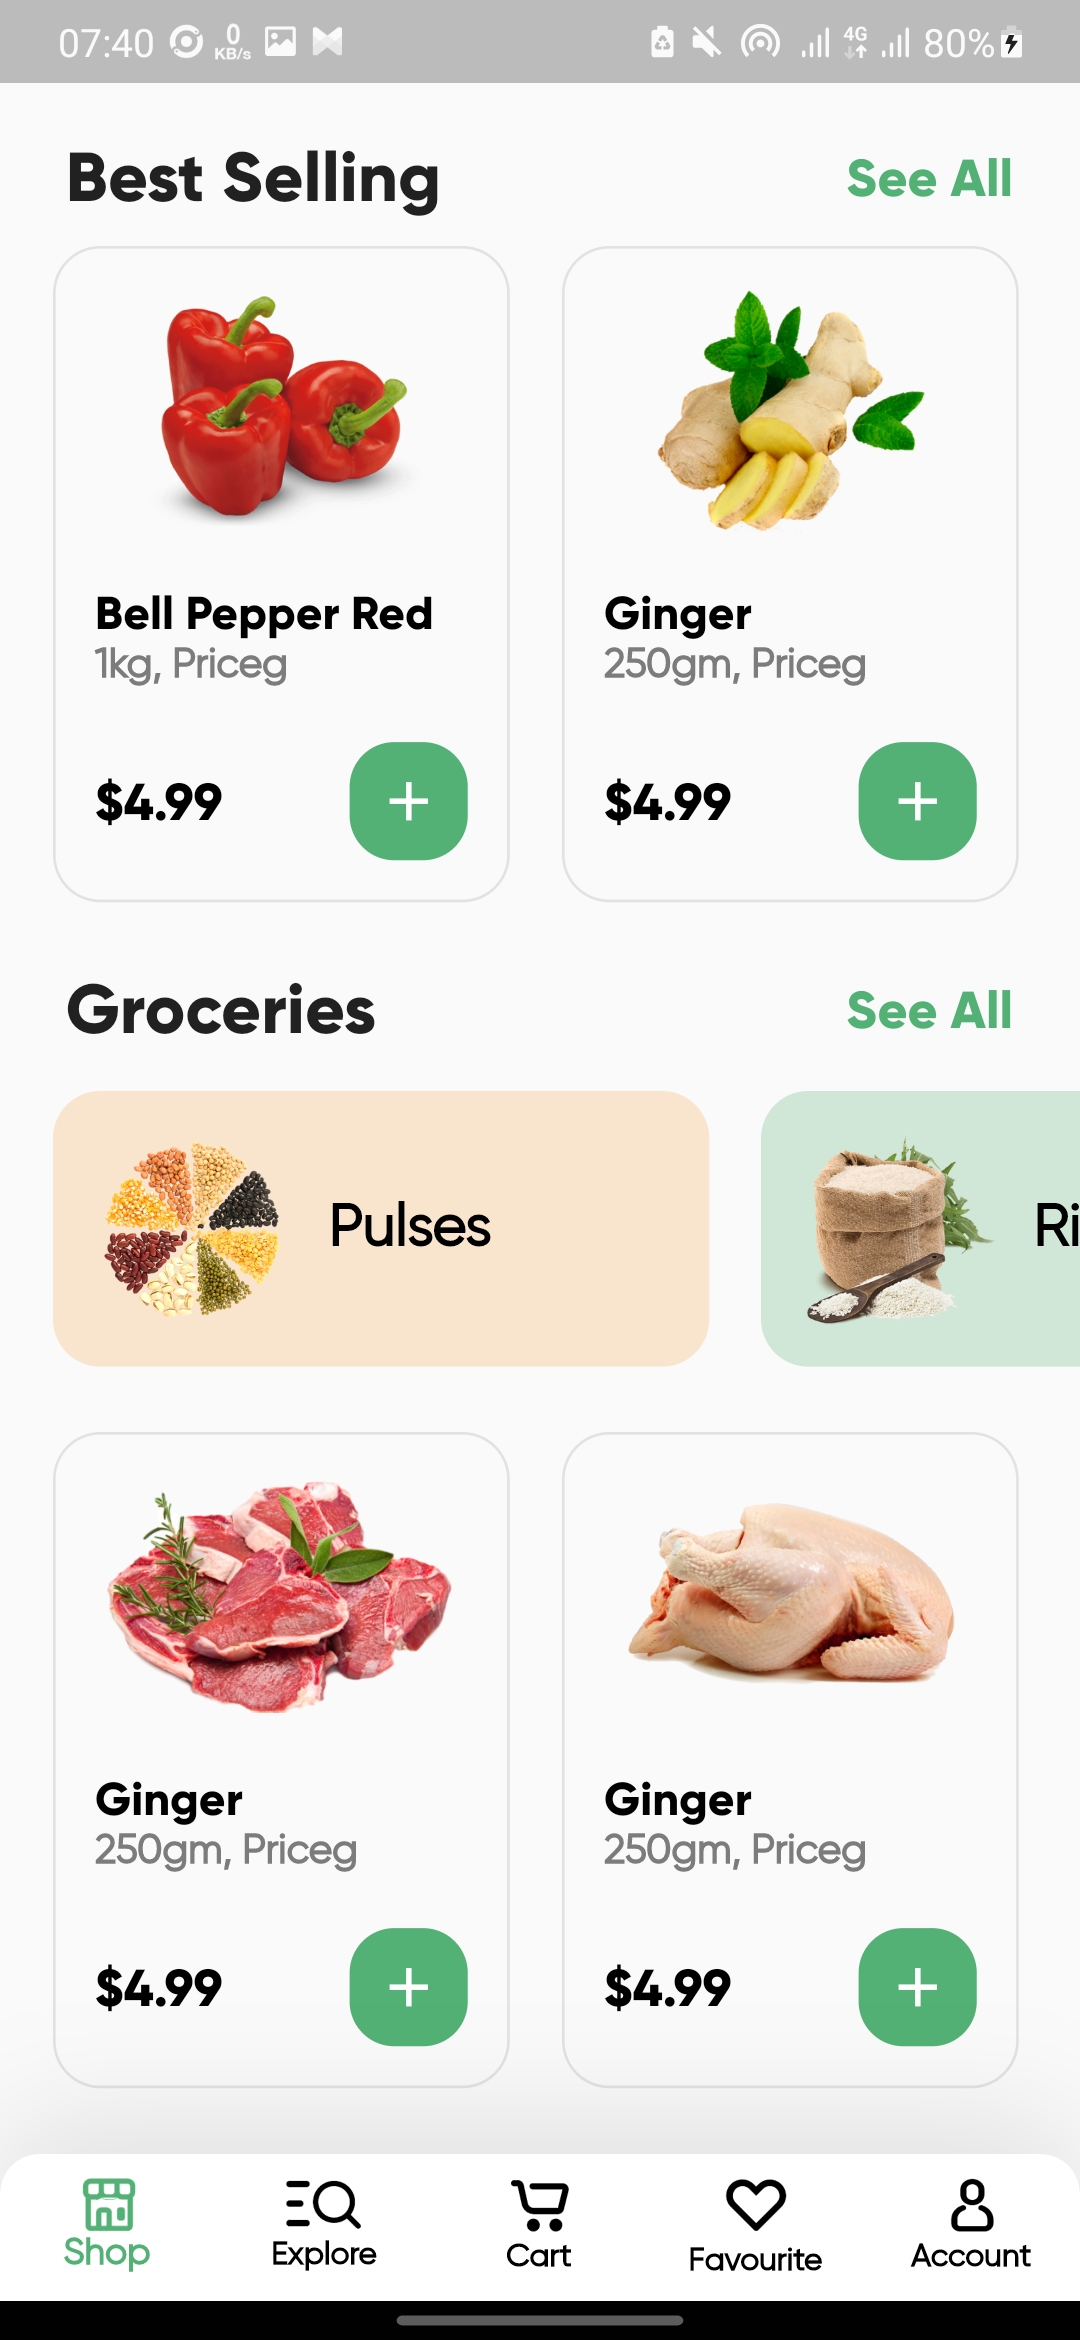 07:40 0 KB/s 4G 80%
Best Selling See All
Bell Pepper Red
1kg, Priceg
$4.99
Ginger
250gm, Priceg
$4.99
Groceries See All
Pulses
Ri
Ginger
250gm, Priceg
$4.99
Ginger
250gm, Priceg
$4.99
Shop Explore Cart Favourite Account